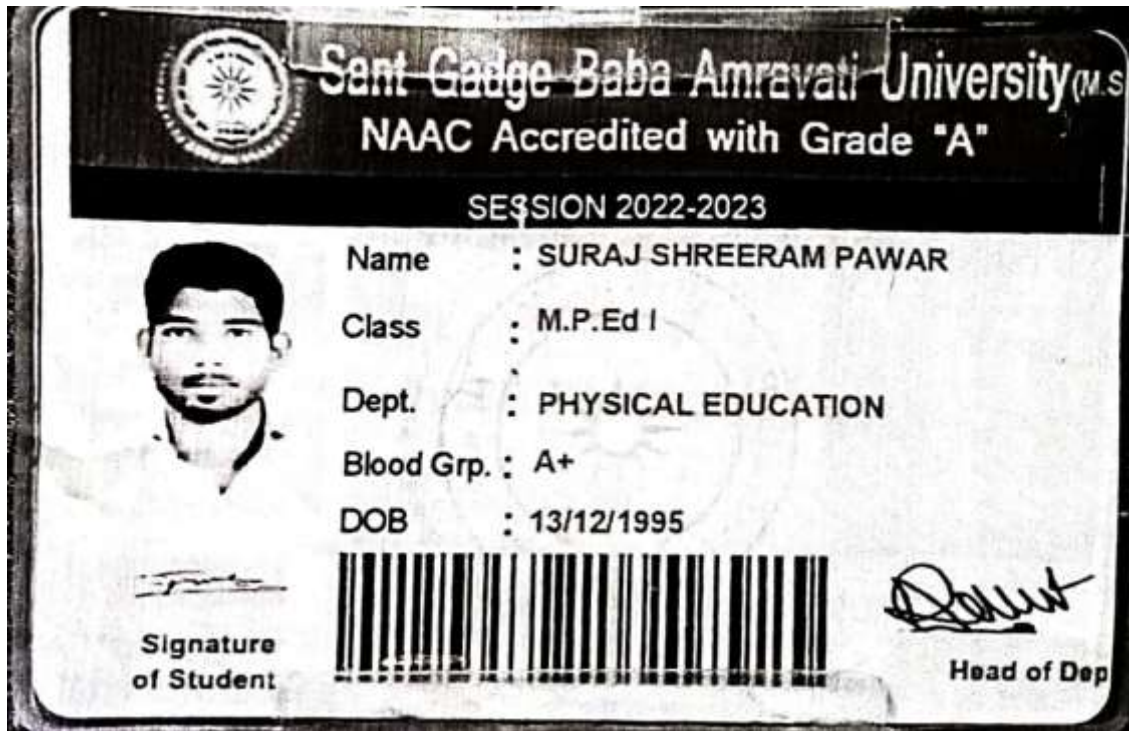 Sant Gadge Baba Amravati University (M.S
NAAC Accredited with Grade "A"
SESSION 2022-2023
Name : SURAJ SHREERAM PAWAR
Class : M.P.Ed I
Dept. : PHYSICAL EDUCATION
Blood Grp. : A+
DOB : 13/12/1995
Signature
of Student
Head of Dep